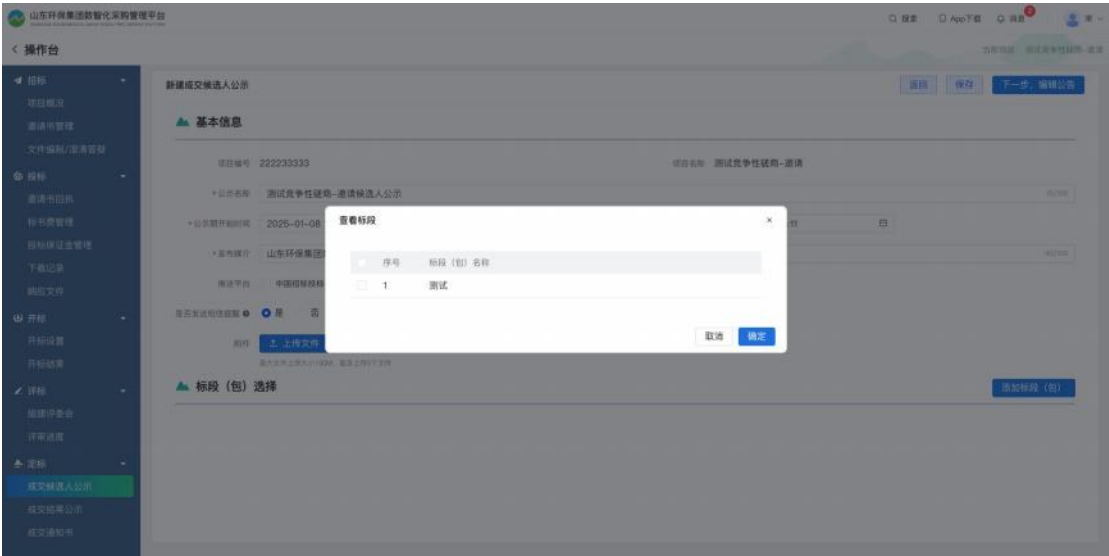 山东环保集团数智化采购管理平台
搜索 App下载 消息
操作台
招标
项目概况
邀请书管理
文件编制/澄清答疑
投标
邀请书回执
标书费管理
投标保证金管理
下载记录
响应文件
开标
开标设置
开标结果
评标
组建评委会
评审进度
定标
成交候选人公示
成交结果公示
成交通知书
新建成交候选人公示
返回 保存 下一步，编辑公告
基本信息
项目编号 222233333
项目名称 测试竞争性磋商-邀请
*公示名称 测试竞争性磋商-邀请候选人公示
*公示期开始时间 2025-01-08
*发布媒介 山东环保集团
推送平台 中国招标投标
是否发送短信提醒 是 否
附件 上传文件
标段（包）选择
添加标段（包）
查看标段 ×
序号 标段（包）名称
1 测试
取消 确定